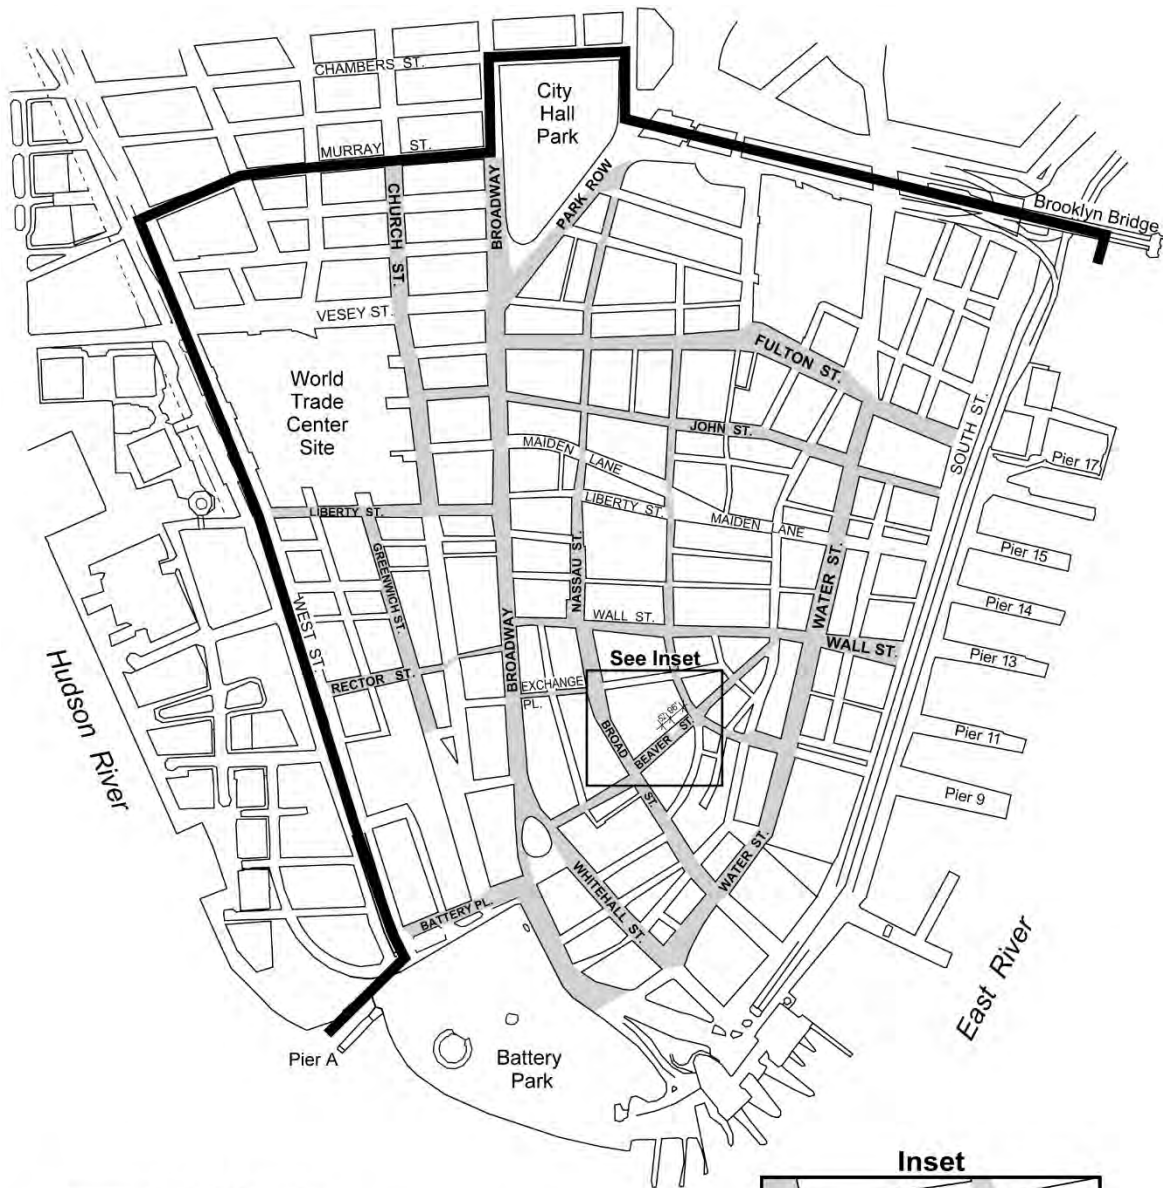 CHAMBERS ST.
City
Hall
Park
MURRAY ST.
CHURCH ST.
BROADWAY
PARK ROW
Brooklyn Bridge
VESEY ST.
FULTON ST.
World
Trade
Center
Site
SOUTH ST.
JOHN ST.
MAIDEN LANE
Pier 17
LIBERTY ST.
LIBERTY ST.
MAIDEN LANE
GREENWICH ST.
NASSAU ST.
WATER ST.
Pier 15
WEST ST.
BROADWAY
WALL ST.
Pier 14
WALL ST.
Pier 13
See Inset
Hudson River
RECTOR ST.
EXCHANGE
PL.
BROAD
ST.
BEAVER ST.
Pier 11
Pier 9
WATER ST.
WHITEHALL ST.
BATTERY PL.
East River
Pier A
Battery
Park
Inset